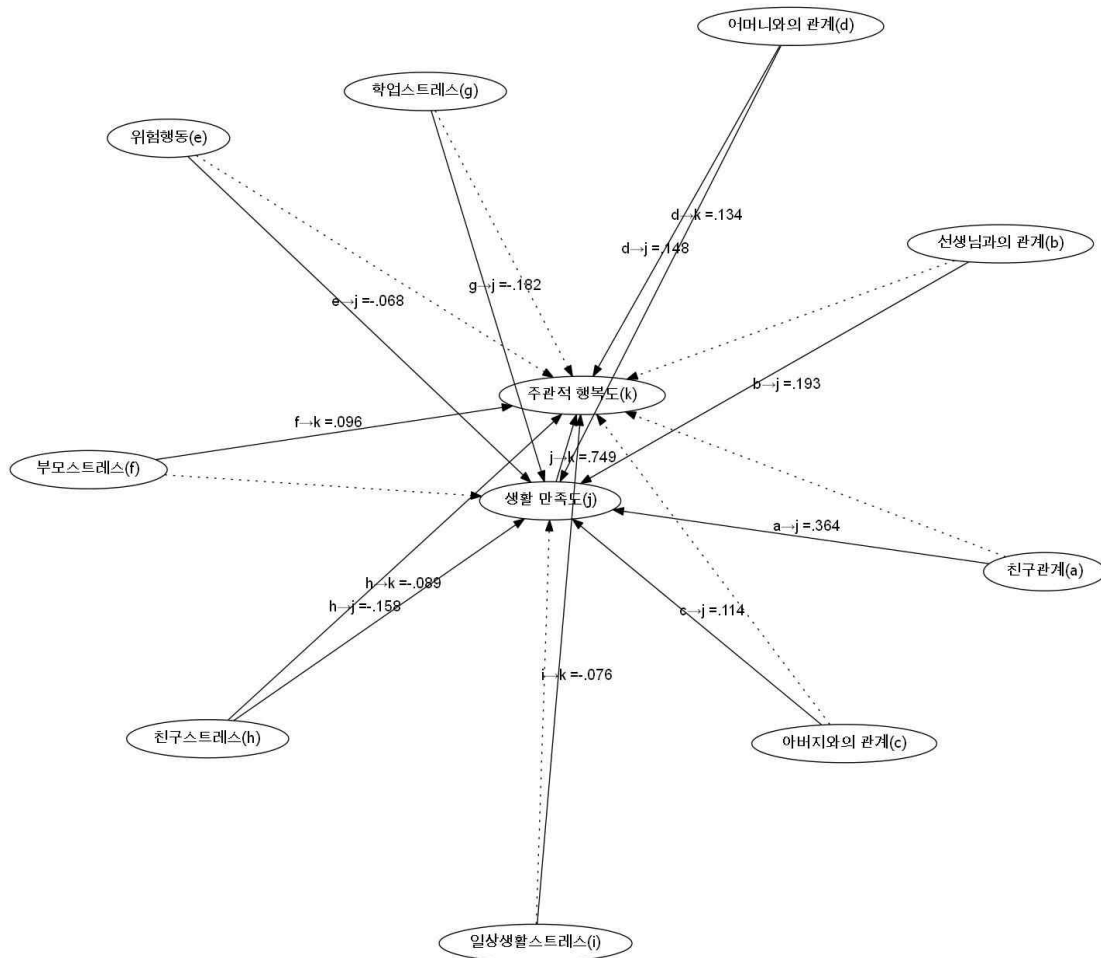 어머니와의 관계(d)
학업스트레스(g)
위험행동(e)
d→k =.134
선생님과의 관계(b)
d→j =.148
g→j =-.182
e→j =-.068
b→j =.193
주관적 행복도(k)
f→k =.096
j→k =.749
부모스트레스(f)
생활 만족도(j)
a→j =.364
친구관계(a)
h→k =-.089
h→j =-.158
c→j =.114
i→k =-.076
친구스트레스(h)
아버지와의 관계(c)
일상생활스트레스(i)